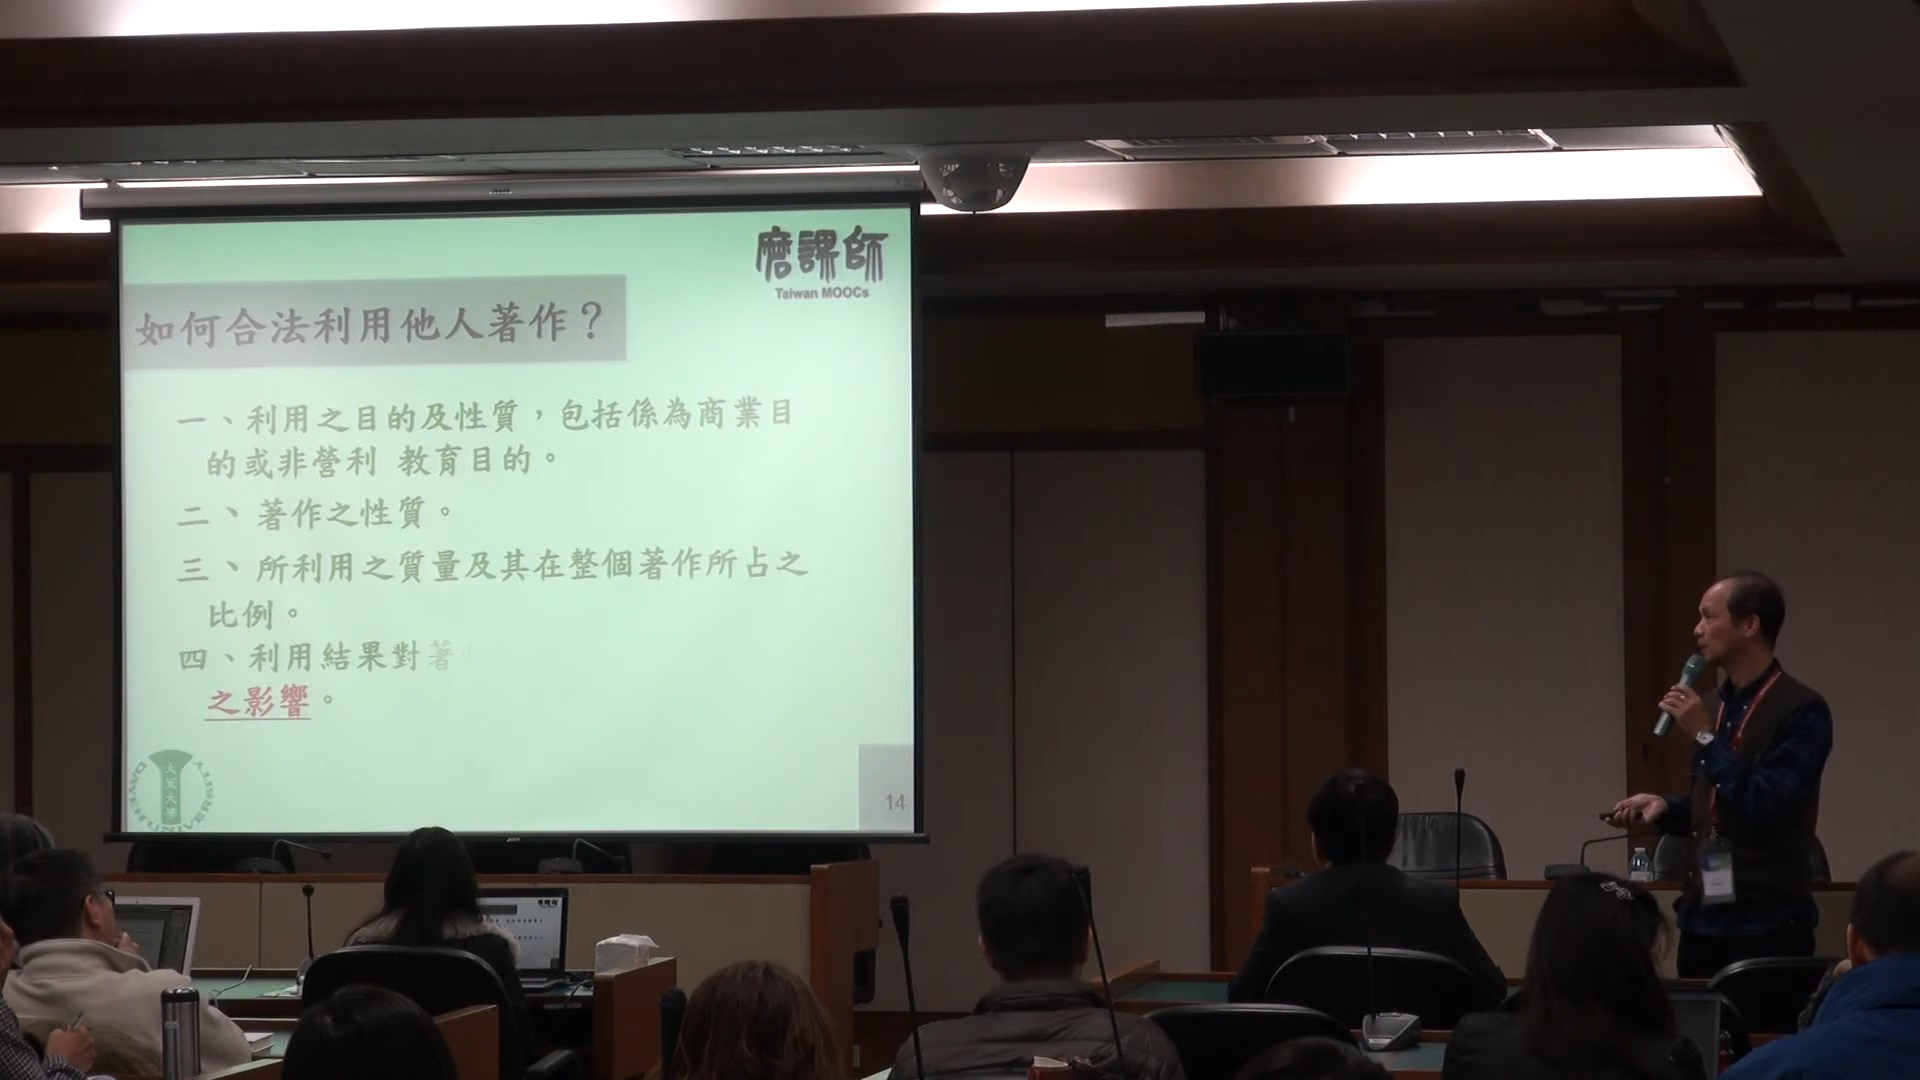 磨課師
Taiwan MOOCs
如何合法利用他人著作？
一、利用之目的及性質，包括係為商業目
的或非營利 教育目的。
二、著作之性質。
三、所利用之質量及其在整個著作所占之
比例。
四、利用結果對著
之影響。
DAYEH UNIVERSITY
14